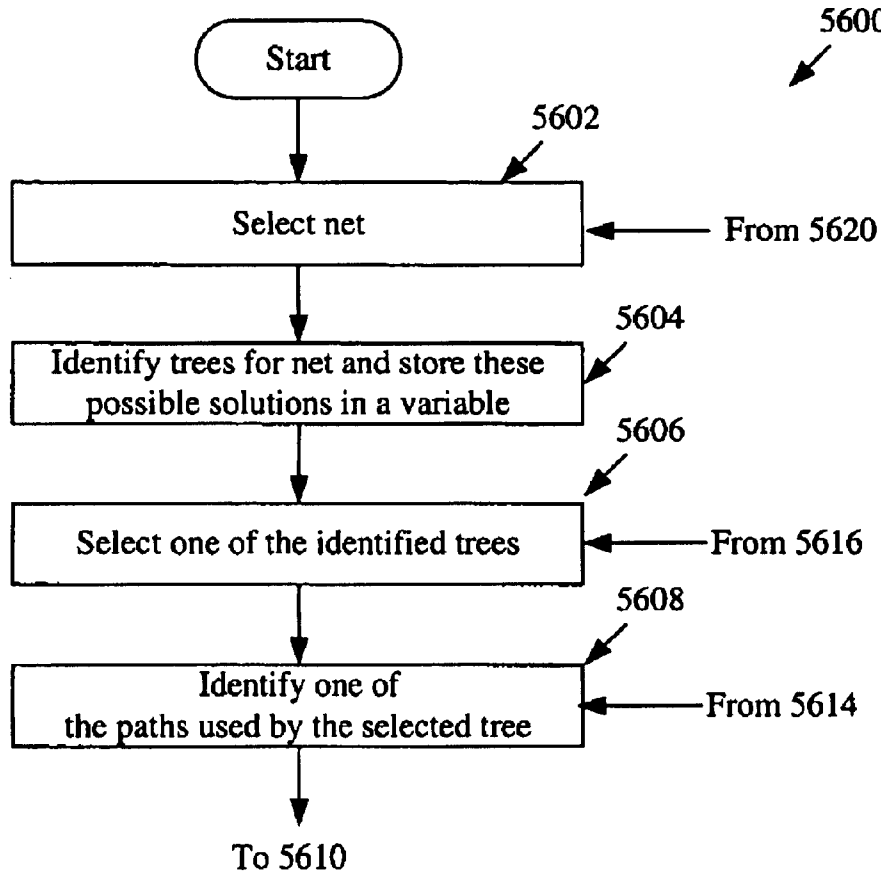 5600
Start
5602
Select net
From 5620
5604
Identify trees for net and store these
possible solutions in a variable
5606
Select one of the identified trees
From 5616
5608
Identify one of
the paths used by the selected tree
From 5614
To 5610